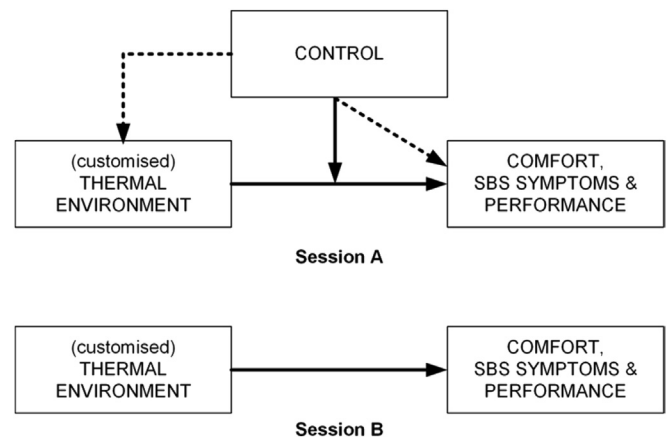 CONTROL
(customised)
THERMAL
ENVIRONMENT
COMFORT,
SBS SYMPTOMS &
PERFORMANCE
Session A
(customised)
THERMAL
ENVIRONMENT
COMFORT,
SBS SYMPTOMS &
PERFORMANCE
Session B